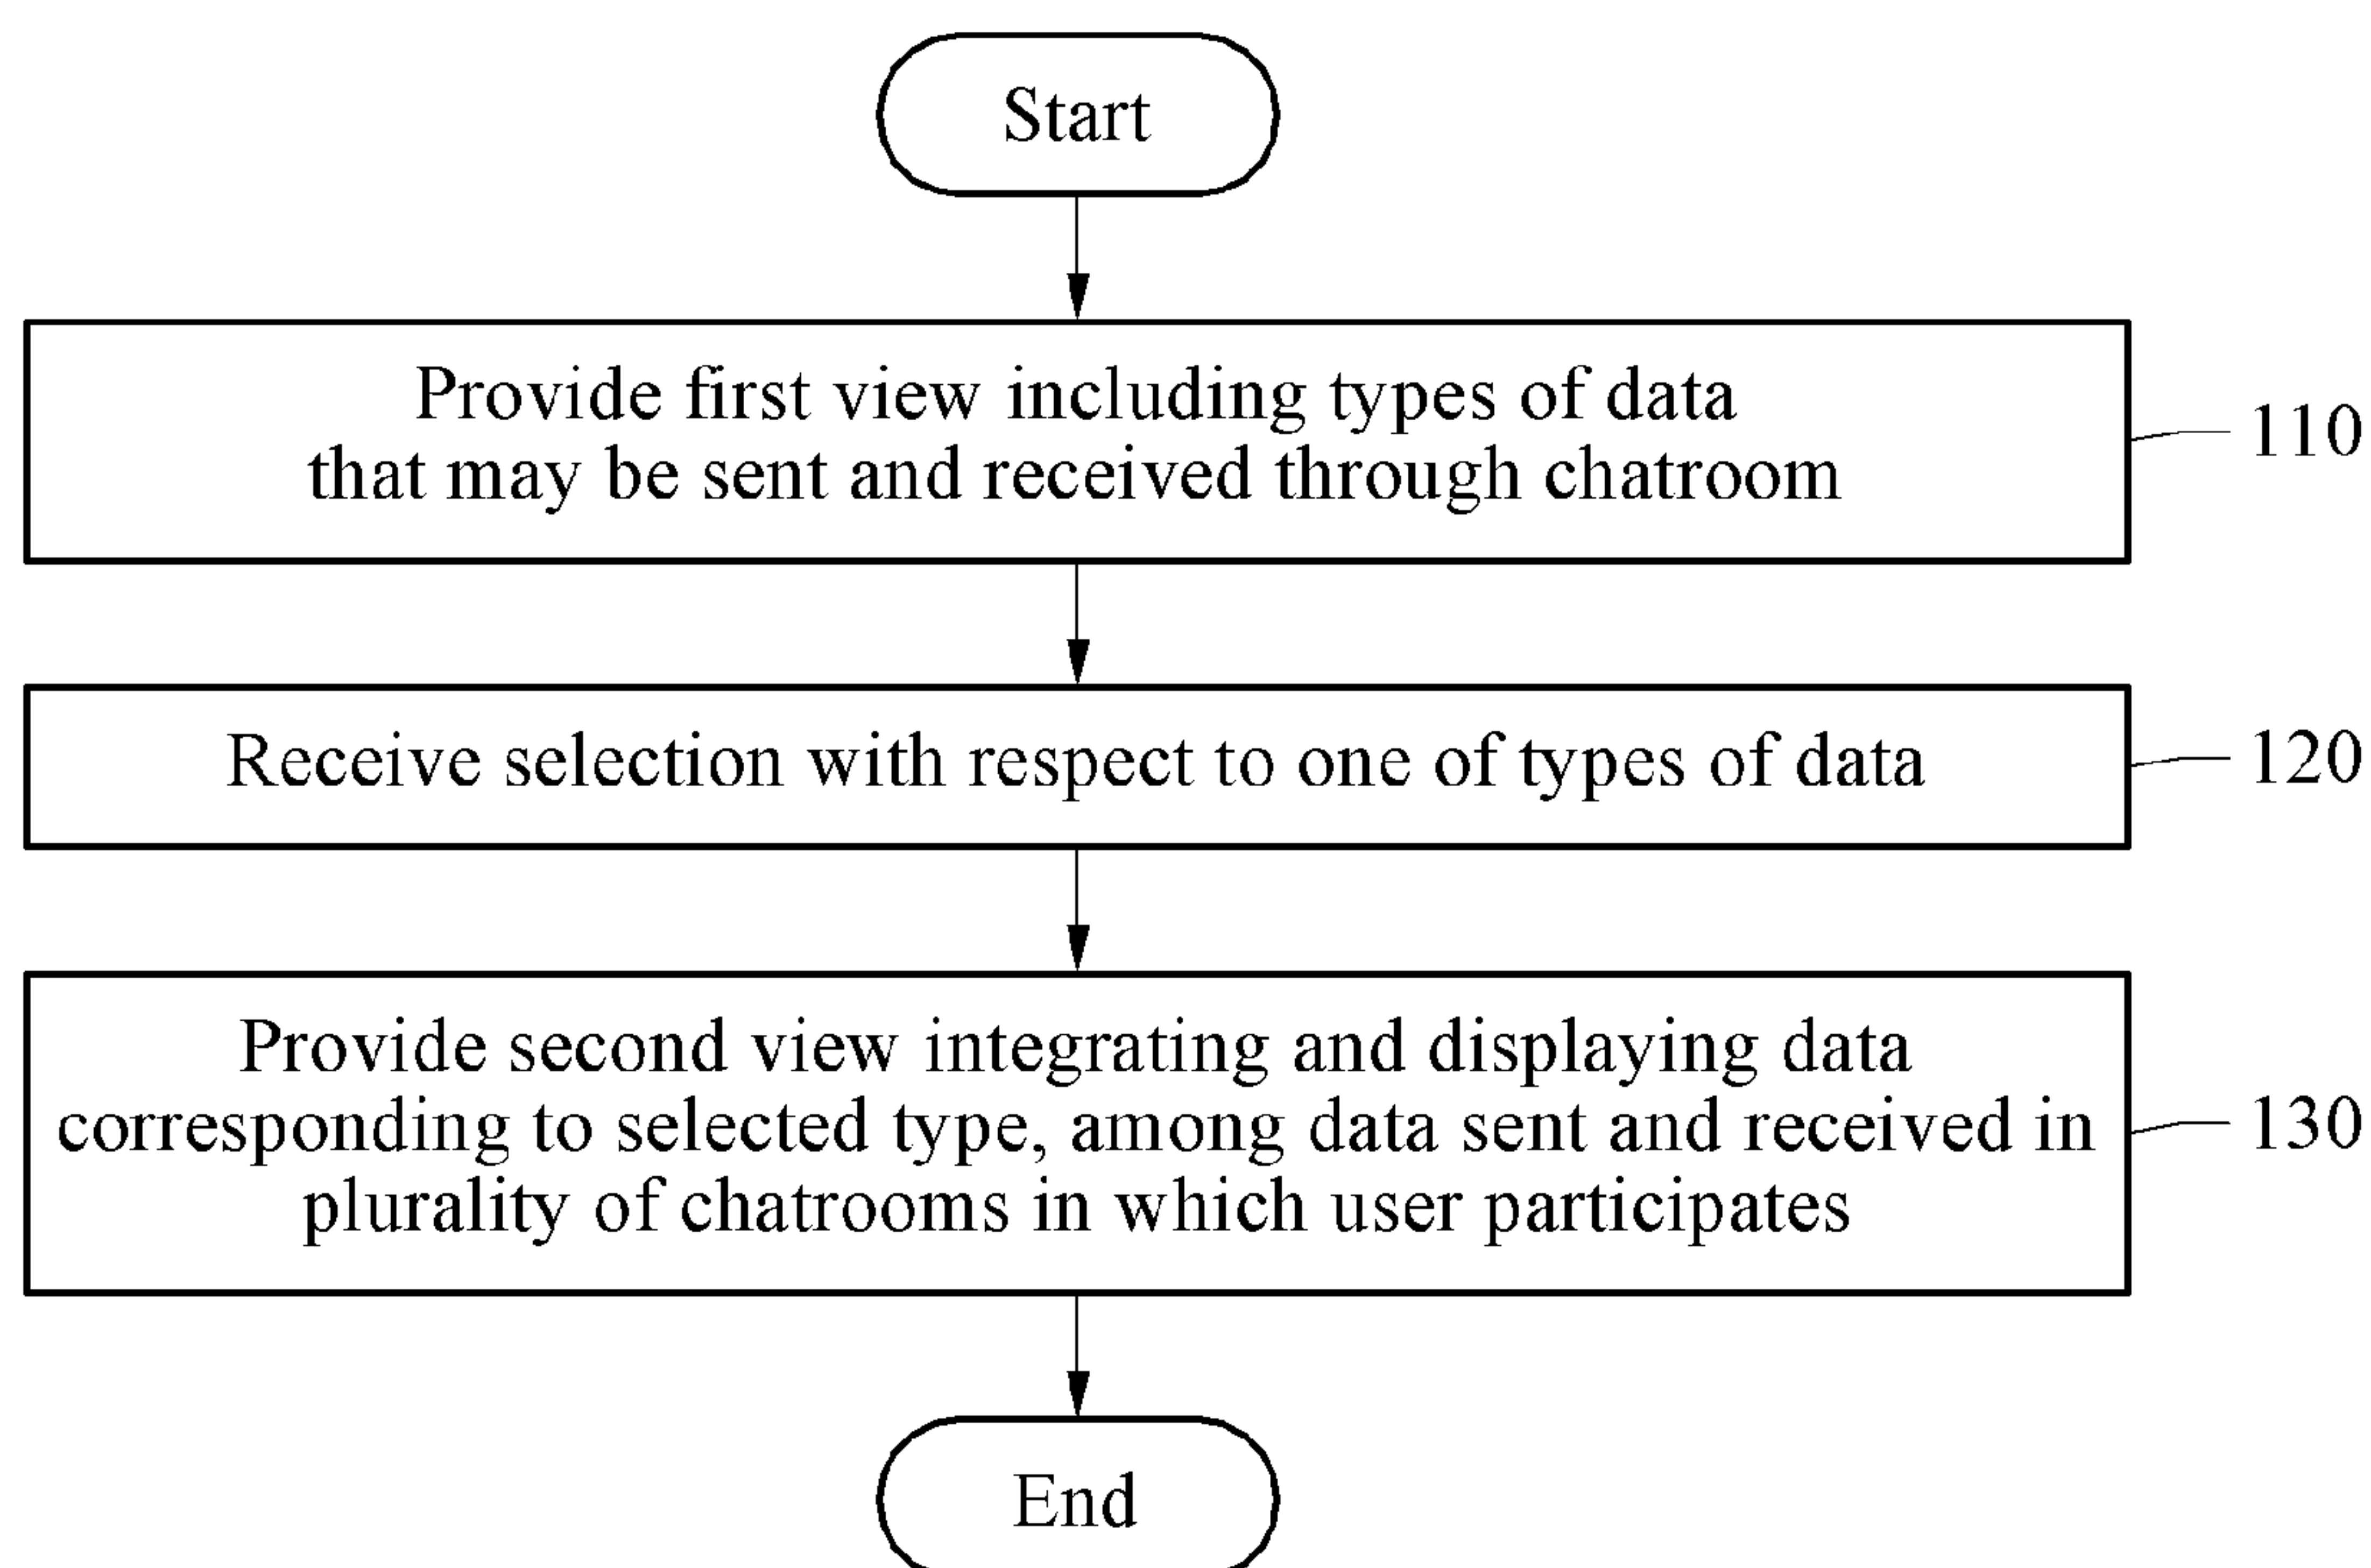 Start
Provide first view including types of data
that may be sent and received through chatroom
110
Receive selection with respect to one of types of data
120
Provide second view integrating and displaying data
corresponding to selected type, among data sent and received in
plurality of chatrooms in which user participates
130
End